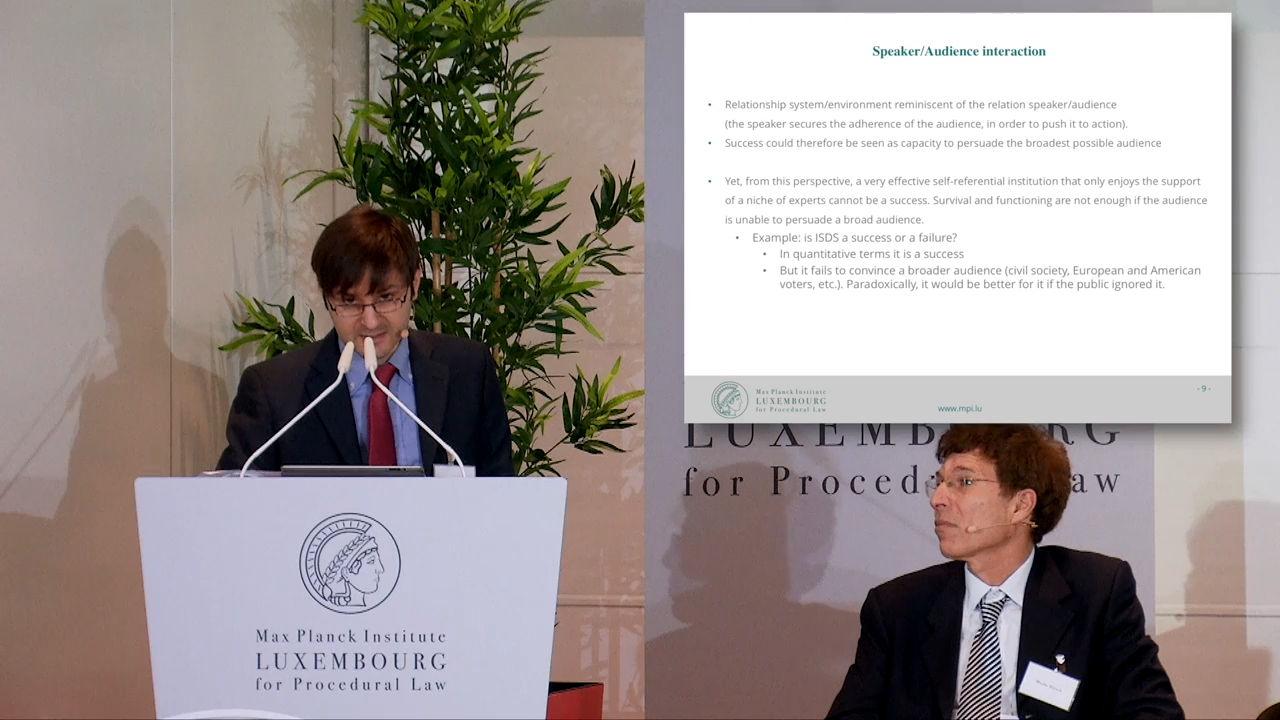 Speaker/Audience interaction
• Relationship system/environment reminiscent of the relation speaker/audience
(the speaker secures the adherence of the audience, in order to push it to action).
• Success could therefore be seen as capacity to persuade the broadest possible audience
• Yet, from this perspective, a very effective self-referential institution that only enjoys the support
of a niche of experts cannot be a success. Survival and functioning are not enough if the audience
is unable to persuade a broad audience.
• Example: is ISDS a success or a failure?
• In quantitative terms it is a success
• But it fails to convince a broader audience (civil society, European and American
voters, etc.). Paradoxically, it would be better for it if the public ignored it.
Max Planck Institute
LUXEMBOURG
for Procedural Law
www.mpi.lu
- 9 -
LUXEMB RG
for Proced aw
Max Planck Institute
LUXEMBOURG
for Procedural Law